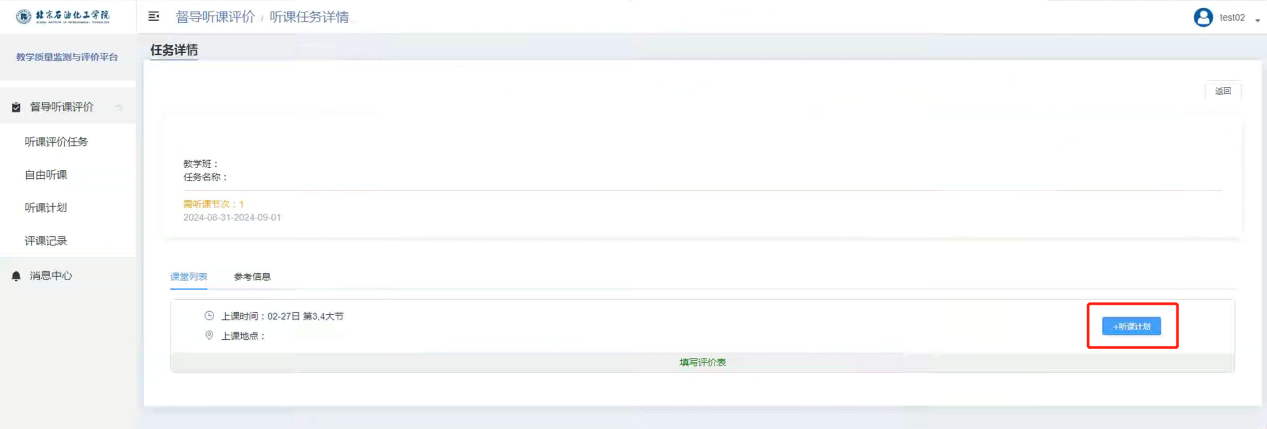 北京石油化工学院
督导听课评价 / 听课任务详情
test02
教学质量监测与评价平台
任务详情
返回
督导听课评价
听课评价任务
自由听课
听课计划
评课记录
消息中心
教学班：
任务名称：
需听课节次：1
2024-08-31-2024-09-01
课堂列表 参考信息
上课时间：02-27日 第3,4大节
上课地点：
+听课计划
填写评价表